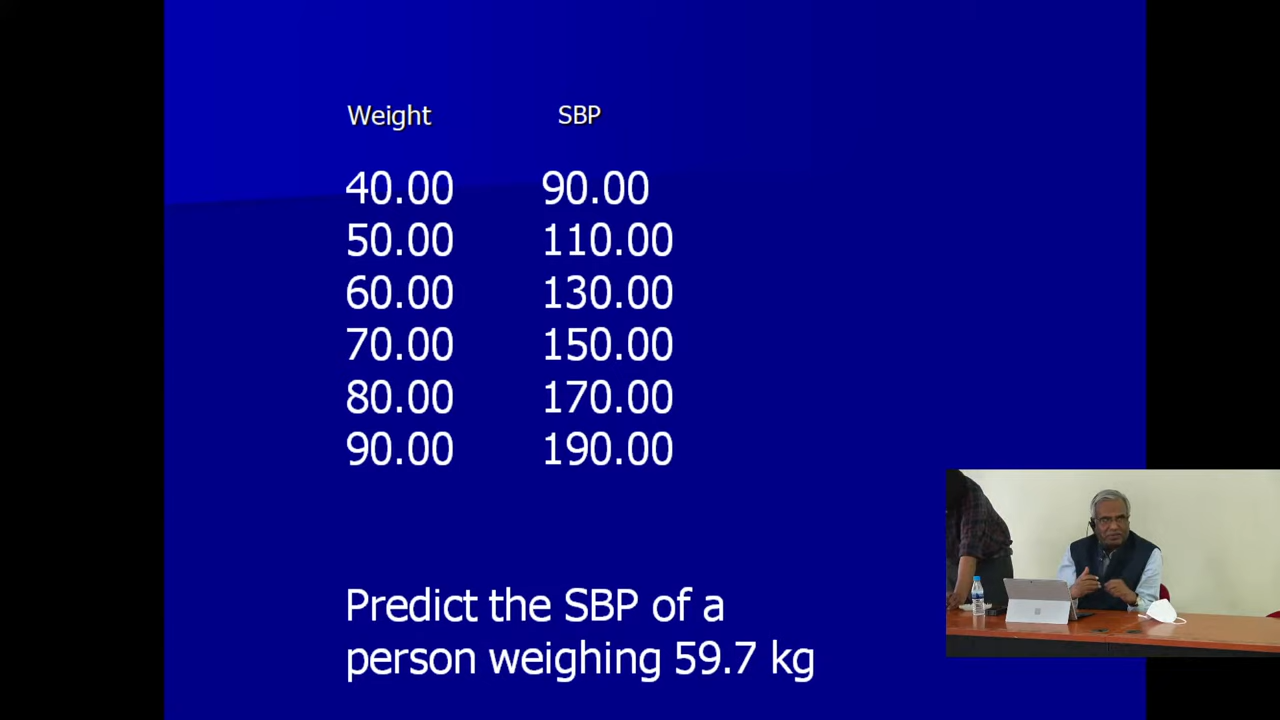 Weight SBP
40.00 90.00
50.00 110.00
60.00 130.00
70.00 150.00
80.00 170.00
90.00 190.00
Predict the SBP of a
person weighing 59.7 kg